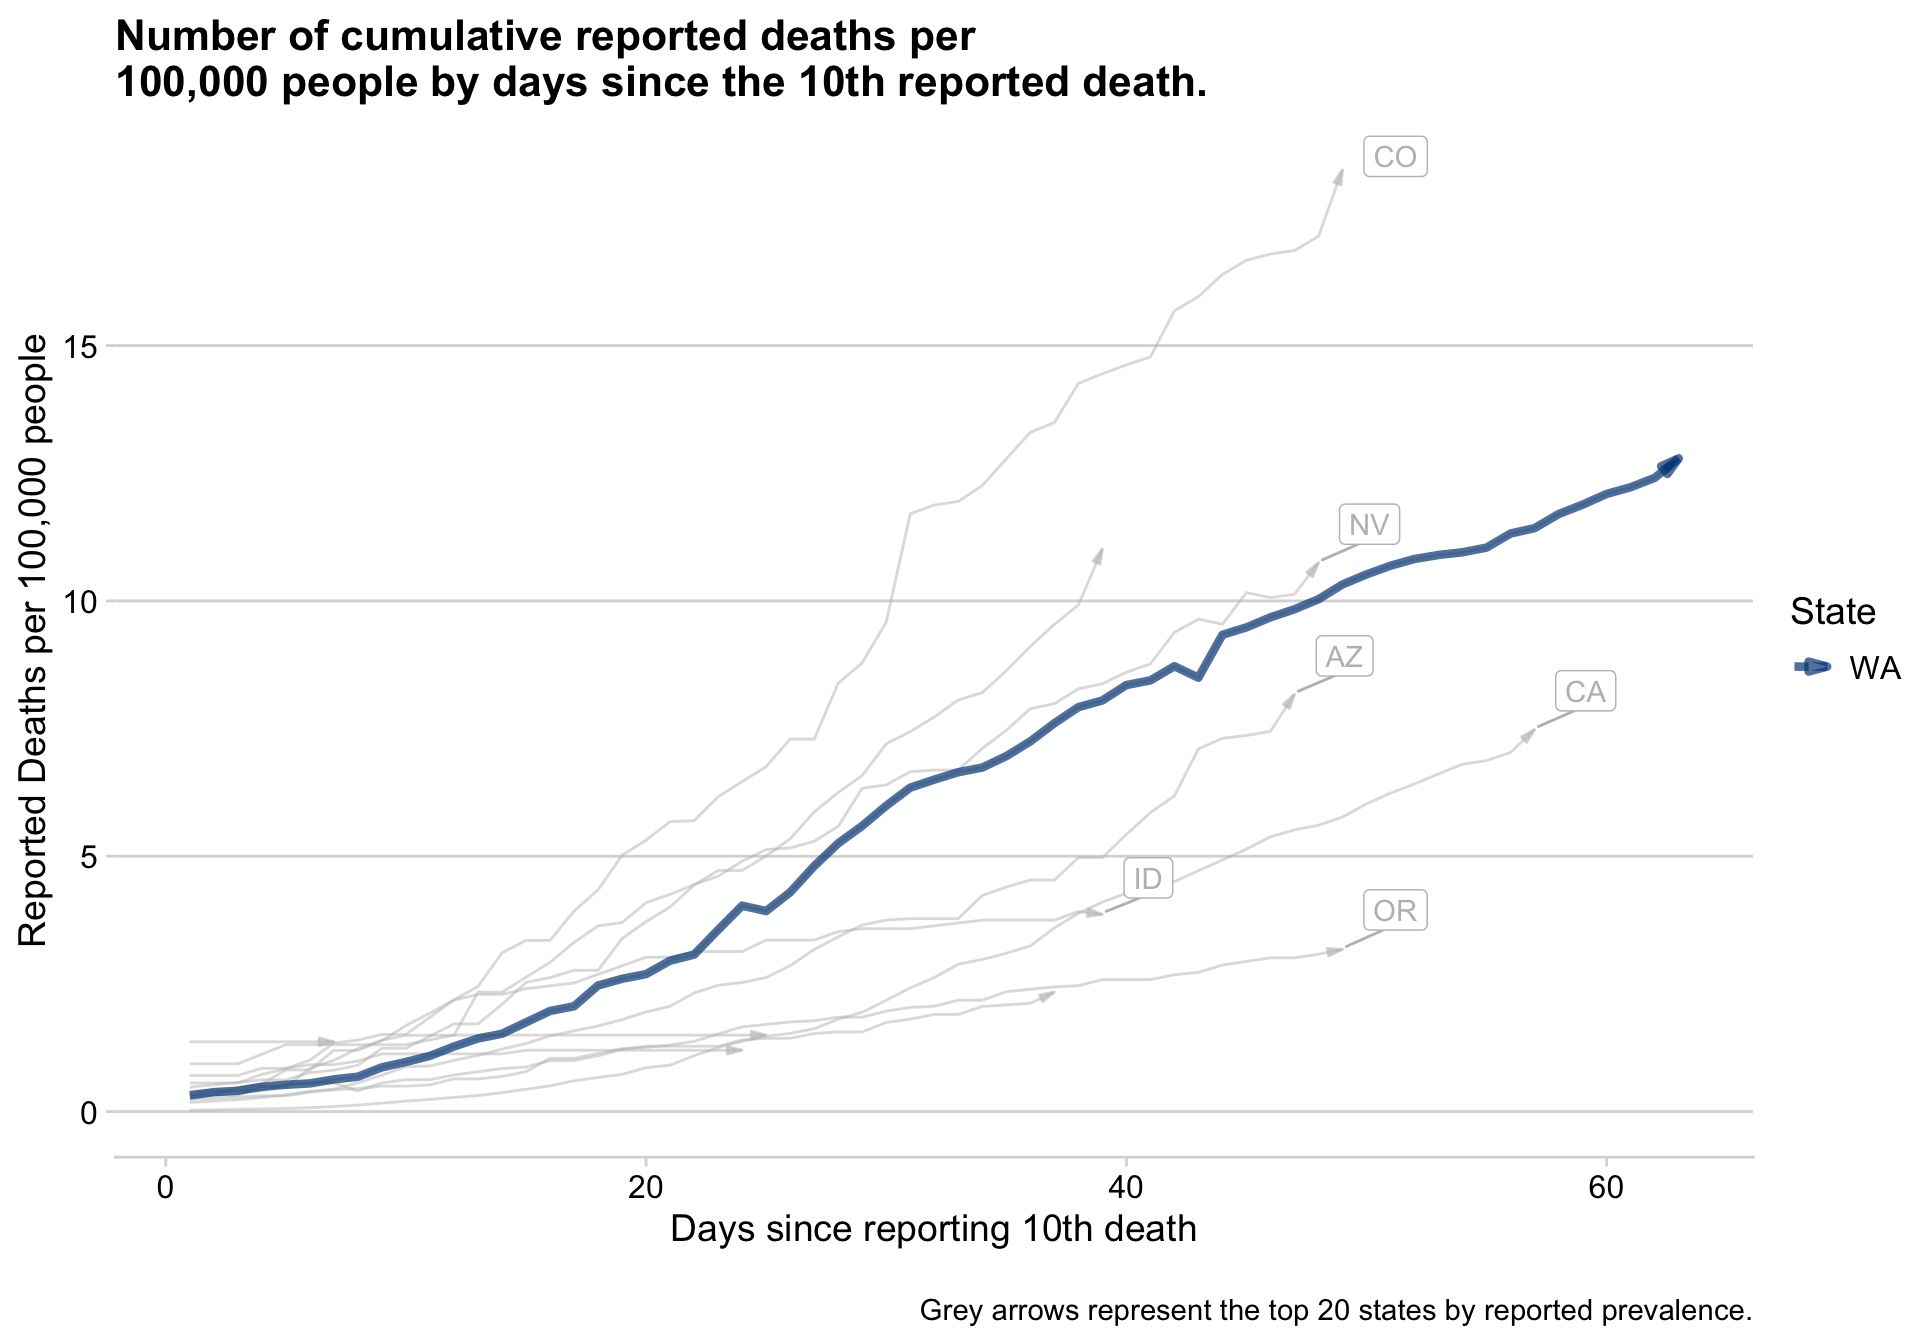 Number of cumulative reported deaths per
100,000 people by days since the 10th reported death.
CO
15
NV
10
AZ
CA
5
ID
OR
0
Reported Deaths per 100,000 people
State
WA
0 20 40 60
Days since reporting 10th death
Grey arrows represent the top 20 states by reported prevalence.